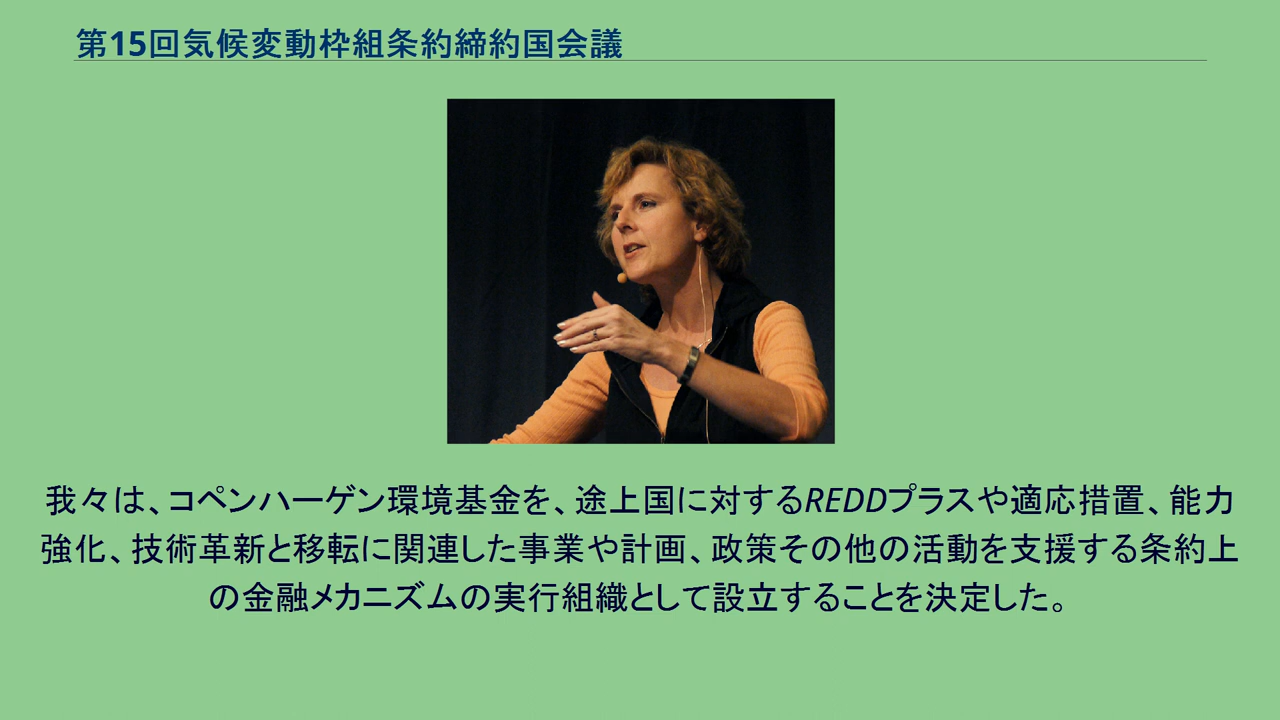 第15回気候変動枠組条約締約国会議
我々は、コペンハーゲン環境基金を、途上国に対するREDDプラスや適応措置、能力
強化、技術革新と移転に関連した事業や計画、政策その他の活動を支援する条約上
の金融メカニズムの実行組織として設立することを決定した。